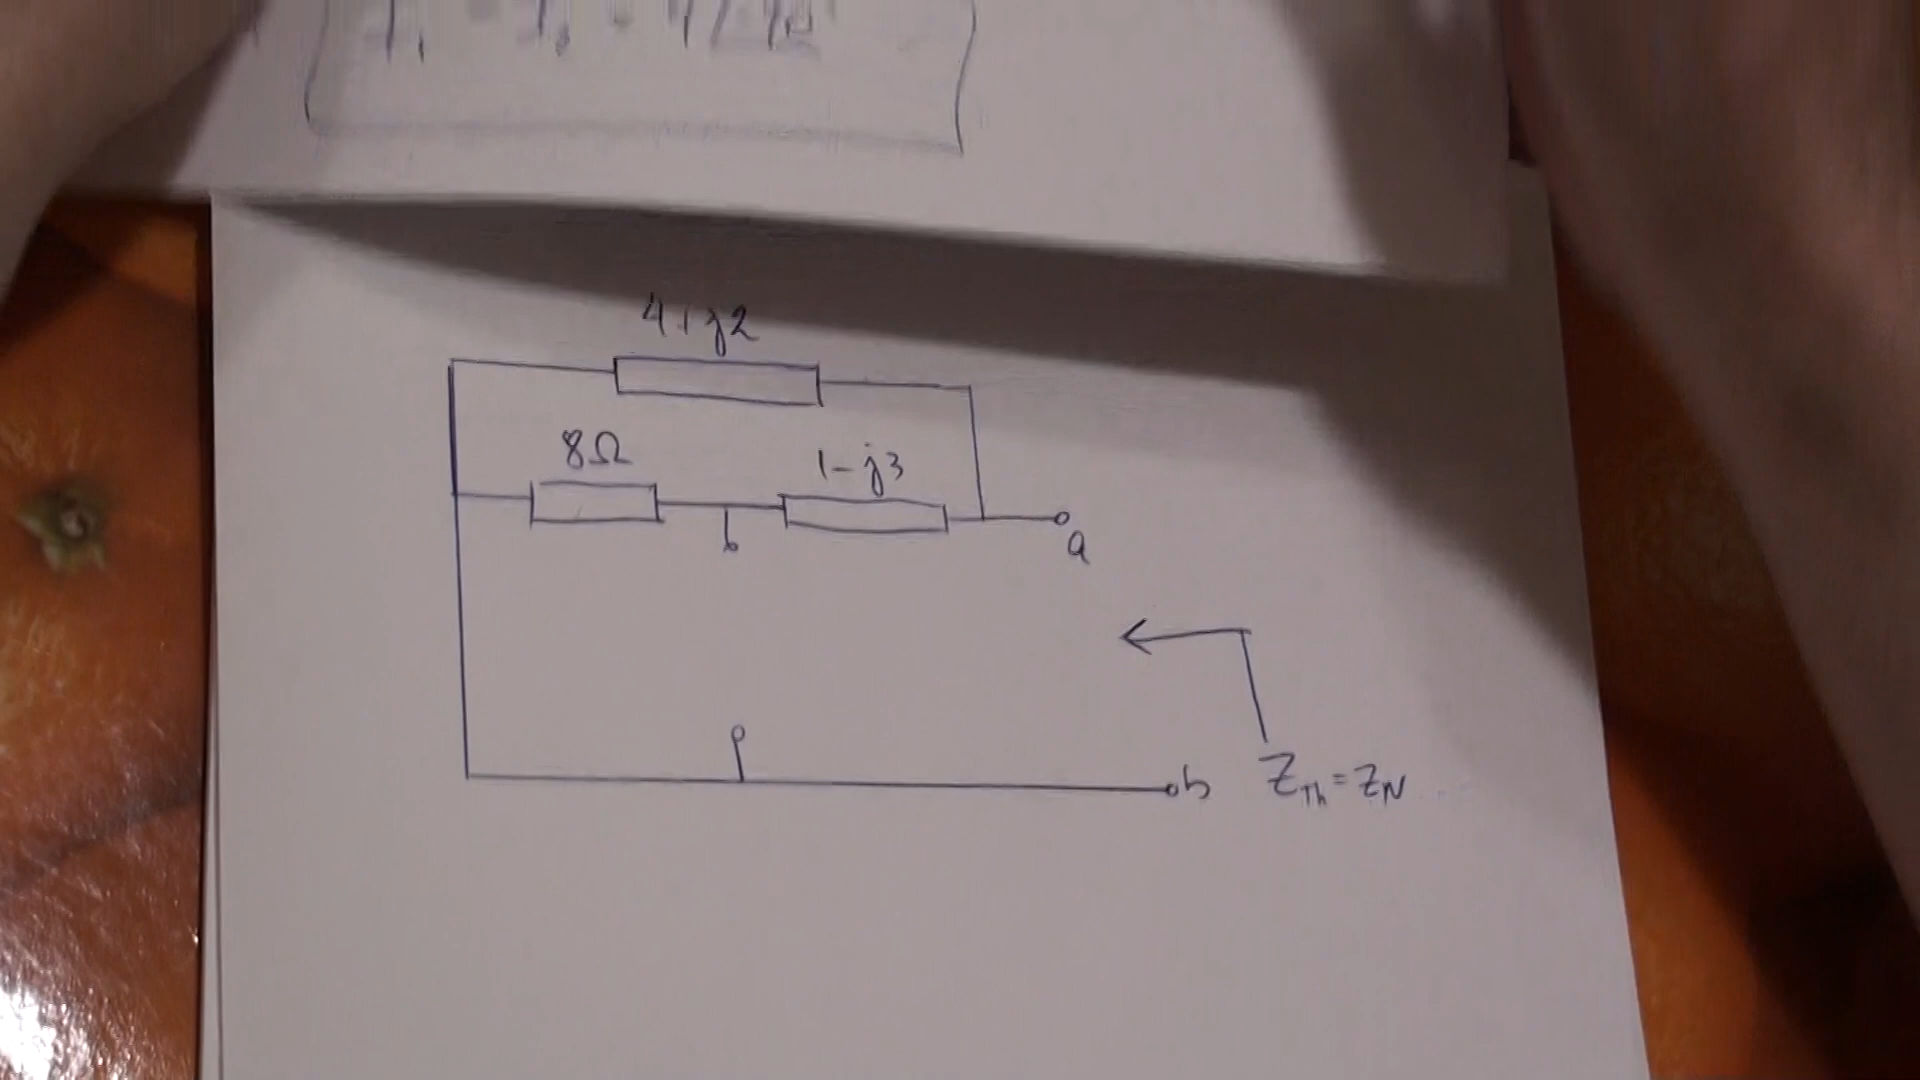 4+j2
8Ω
1-j3
a
b
Z_Th = Z_N